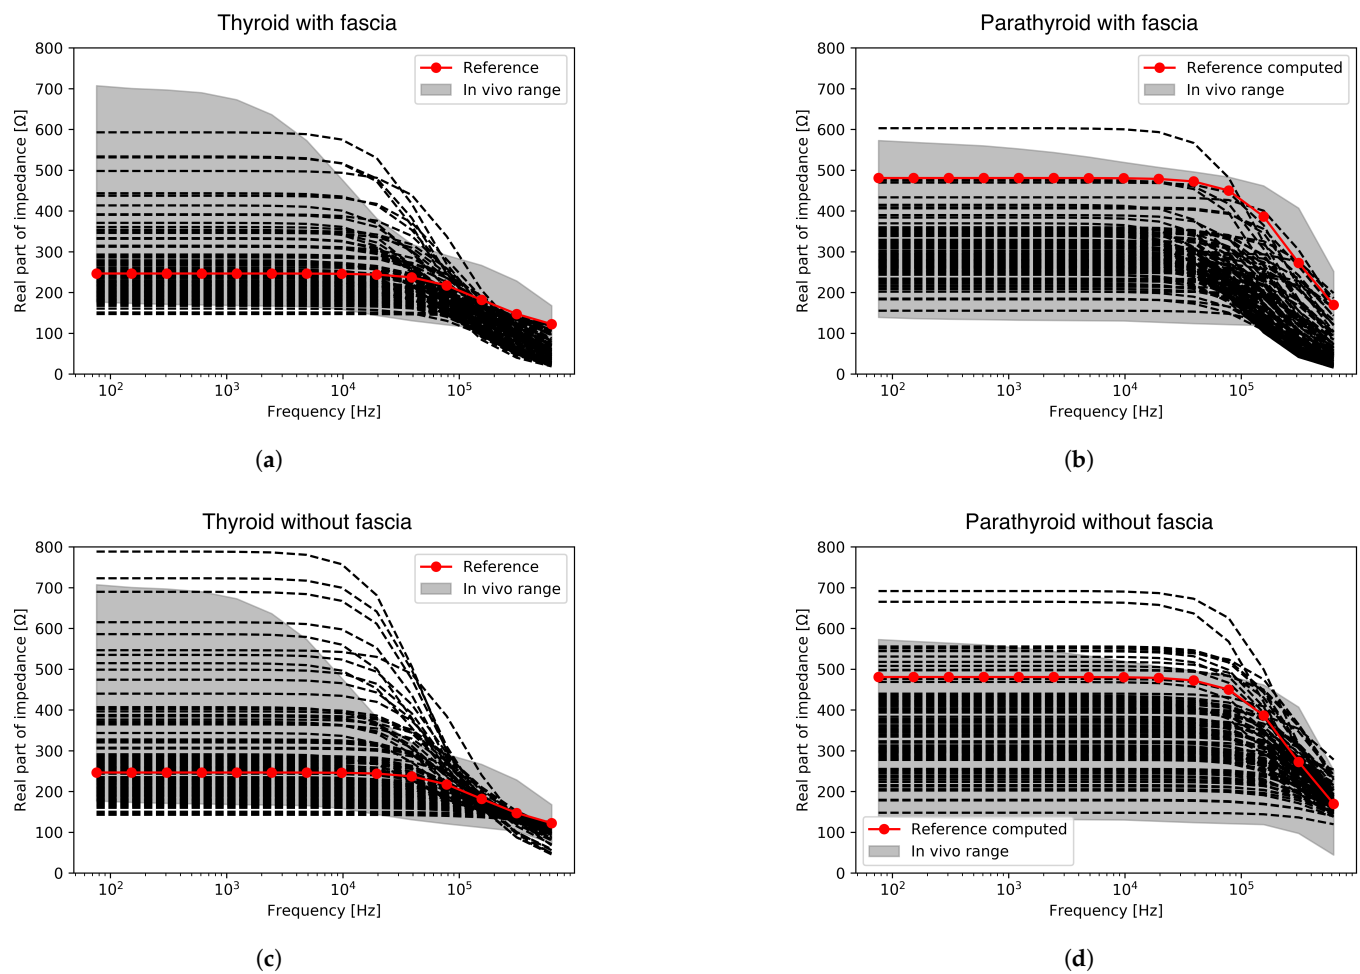 Thyroid with fascia
Real part of impedance [Ω]
800
700
600
500
400
300
200
100
0
10²
10³
10⁴
10⁵
Frequency [Hz]
Reference
In vivo range
(a)
Parathyroid with fascia
Real part of impedance [Ω]
800
700
600
500
400
300
200
100
0
10²
10³
10⁴
10⁵
Frequency [Hz]
Reference computed
In vivo range
(b)
Thyroid without fascia
Real part of impedance [Ω]
800
700
600
500
400
300
200
100
0
10²
10³
10⁴
10⁵
Frequency [Hz]
Reference
In vivo range
(c)
Parathyroid without fascia
Real part of impedance [Ω]
800
700
600
500
400
300
200
100
0
10²
10³
10⁴
10⁵
Frequency [Hz]
Reference computed
In vivo range
(d)